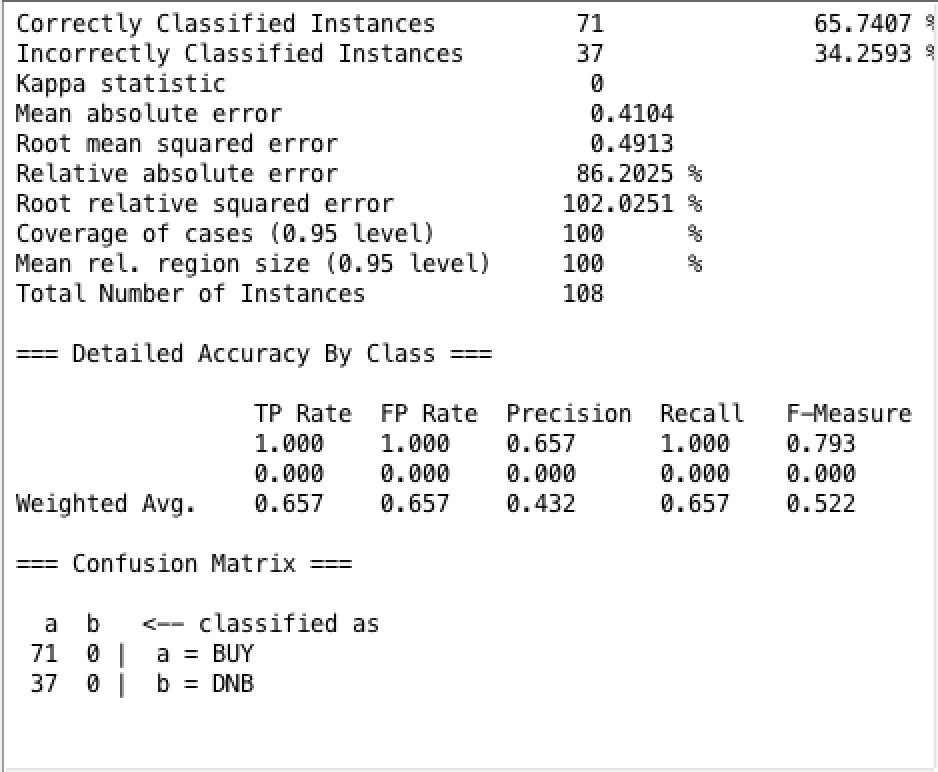 Correctly Classified Instances          71               65.7407 %
Incorrectly Classified Instances        37               34.2593 %
Kappa statistic                          0
Mean absolute error                      0.4104
Root mean squared error                  0.4913
Relative absolute error                 86.2025 %
Root relative squared error            102.0251 %
Coverage of cases (0.95 level)         100      %
Mean rel. region size (0.95 level)     100      %
Total Number of Instances              108
=== Detailed Accuracy By Class ===
                 TP Rate  FP Rate  Precision  Recall   F-Measure
                 1.000    1.000    0.657      1.000    0.793
                 0.000    0.000    0.000      0.000    0.000
Weighted Avg.    0.657    0.657    0.432      0.657    0.522
=== Confusion Matrix ===
  a  b   <-- classified as
 71  0 |  a = BUY
 37  0 |  b = DNB